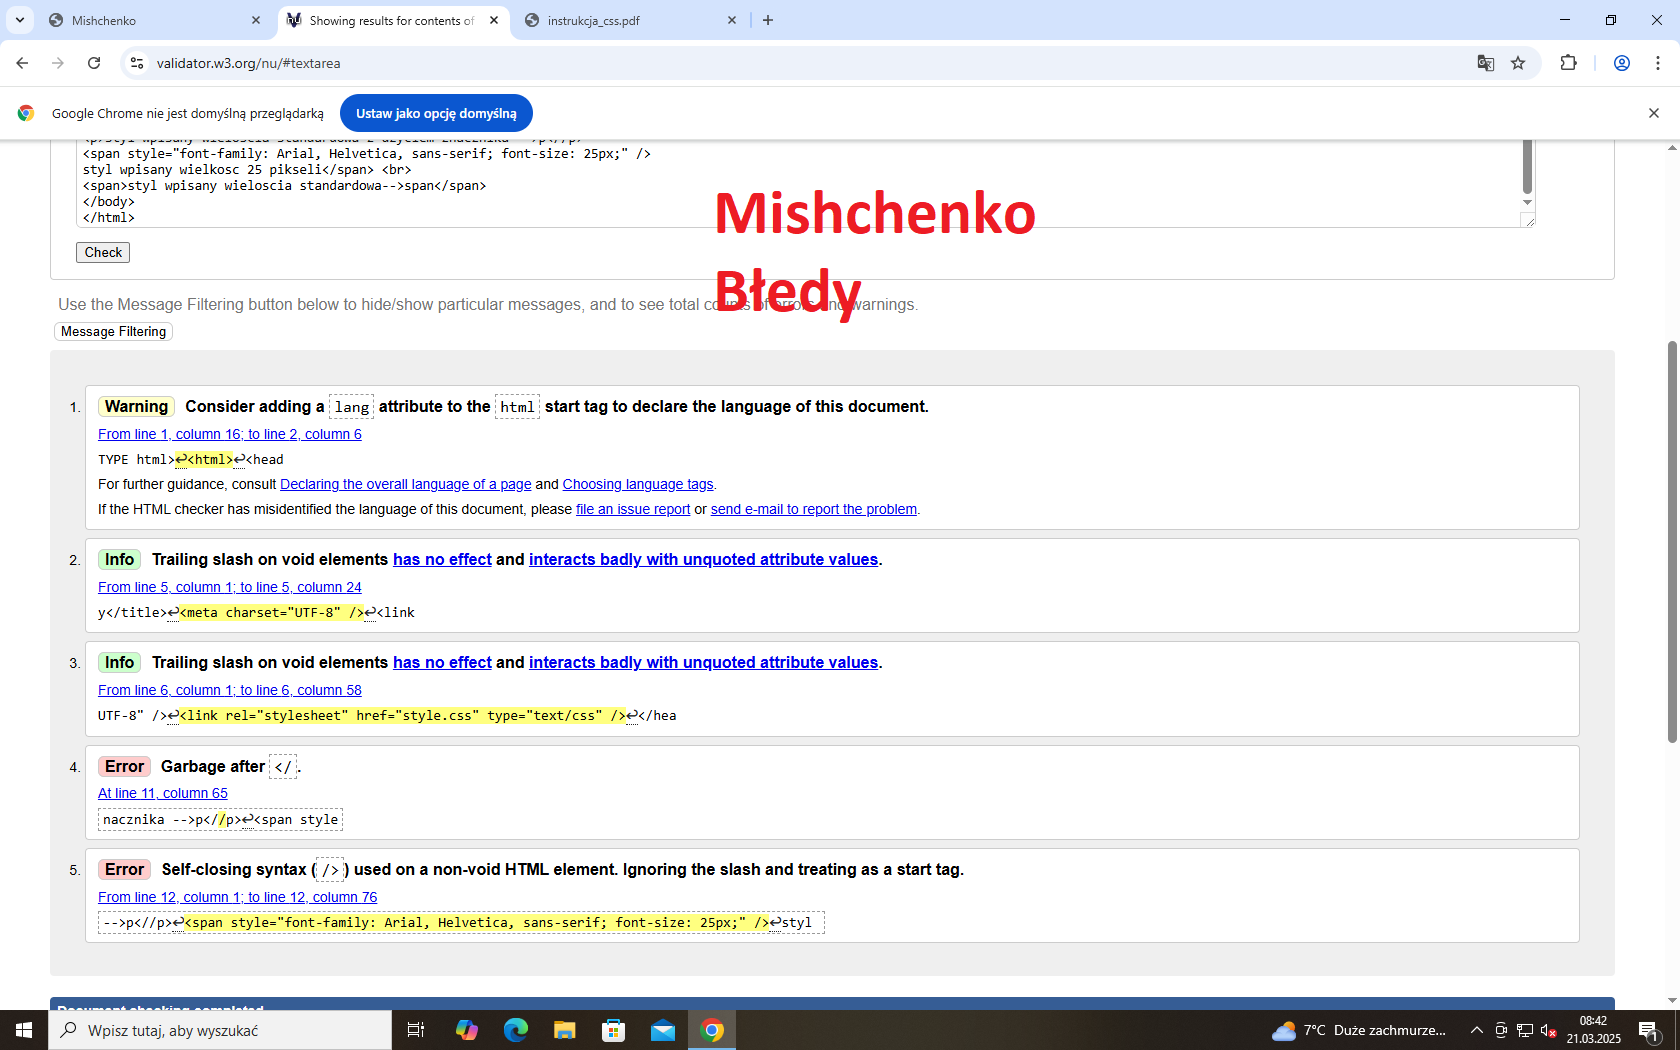 Mishchenko
Showing results for contents of
instrukcja_css.pdf
validator.w3.org/nu/#textarea
Google Chrome nie jest domyślną przeglądarką
Ustaw jako opcję domyślną
<span style="font-family: Arial, Helvetica, sans-serif; font-size: 25px;" />
styl wpisany wielkosc 25 pikseli</span> <br>
<span>styl wpisany wieloscia standardowa-->span</span>
</body>
</html>
Mishchenko
Check
Błedy
Use the Message Filtering button below to hide/show particular messages, and to see total of errors and warnings.
Message Filtering
1. Warning Consider adding a lang attribute to the html start tag to declare the language of this document.
From line 1, column 16; to line 2, column 6
TYPE html>↩<html>↩<head
For further guidance, consult Declaring the overall language of a page and Choosing language tags.
If the HTML checker has misidentified the language of this document, please file an issue report or send e-mail to report the problem.
2. Info Trailing slash on void elements has no effect and interacts badly with unquoted attribute values.
From line 5, column 1; to line 5, column 24
y</title>↩<meta charset="UTF-8" />↩<link
3. Info Trailing slash on void elements has no effect and interacts badly with unquoted attribute values.
From line 6, column 1; to line 6, column 58
UTF-8" />↩<link rel="stylesheet" href="style.css" type="text/css" />↩</hea
4. Error Garbage after </.
At line 11, column 65
nacznika -->p<//p>↩<span style
5. Error Self-closing syntax (/>) used on a non-void HTML element. Ignoring the slash and treating as a start tag.
From line 12, column 1; to line 12, column 76
-->p<//p>↩<span style="font-family: Arial, Helvetica, sans-serif; font-size: 25px;" />↩styl
Document checking completed
Wpisz tutaj, aby wyszukać
7°C Duże zachmurze...
08:42
21.03.2025
1